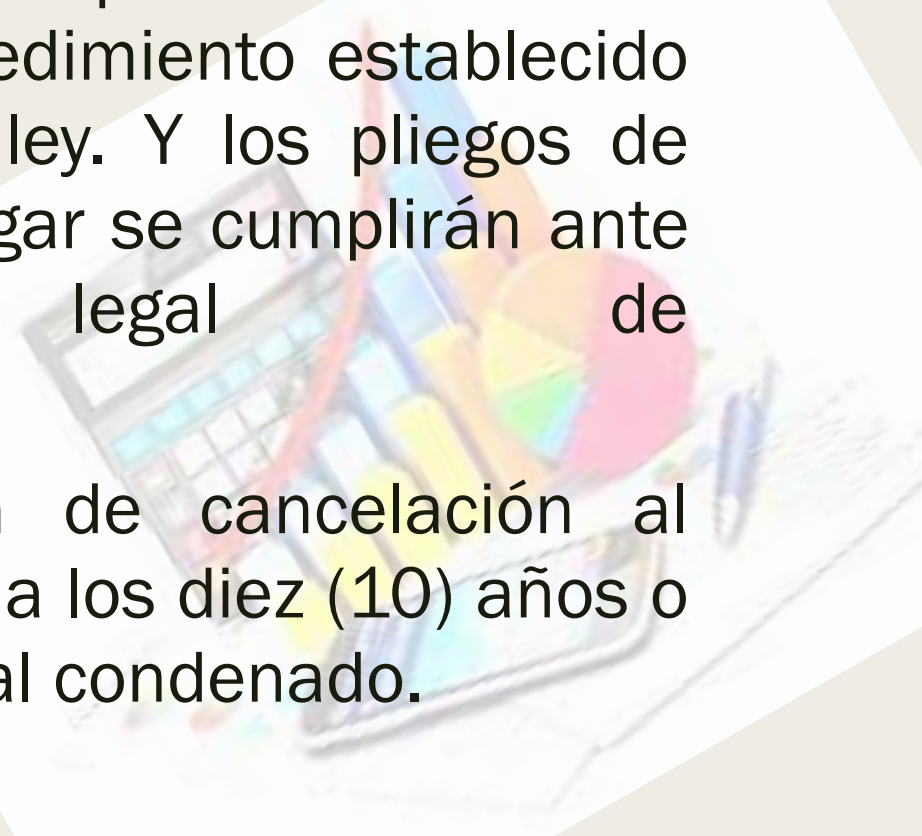 edimiento establecido
ley. Y los pliegos de
gar se cumplirán ante
legal de
de cancelación al
a los diez (10) años o
al condenado.